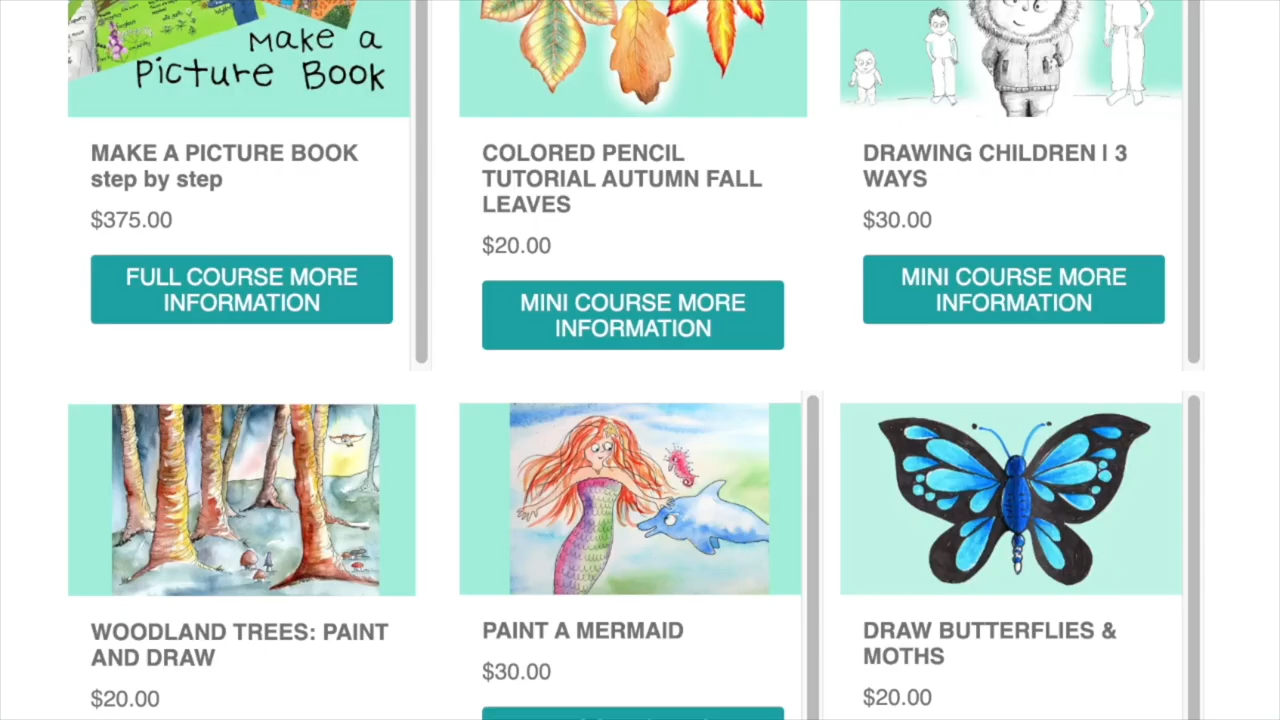 Make a
Picture Book
MAKE A PICTURE BOOK
step by step
$375.00
FULL COURSE MORE
INFORMATION
COLORED PENCIL
TUTORIAL AUTUMN FALL
LEAVES
$20.00
MINI COURSE MORE
INFORMATION
DRAWING CHILDREN | 3
WAYS
$30.00
MINI COURSE MORE
INFORMATION
WOODLAND TREES: PAINT
AND DRAW
$20.00
PAINT A MERMAID
$30.00
DRAW BUTTERFLIES &
MOTHS
$20.00